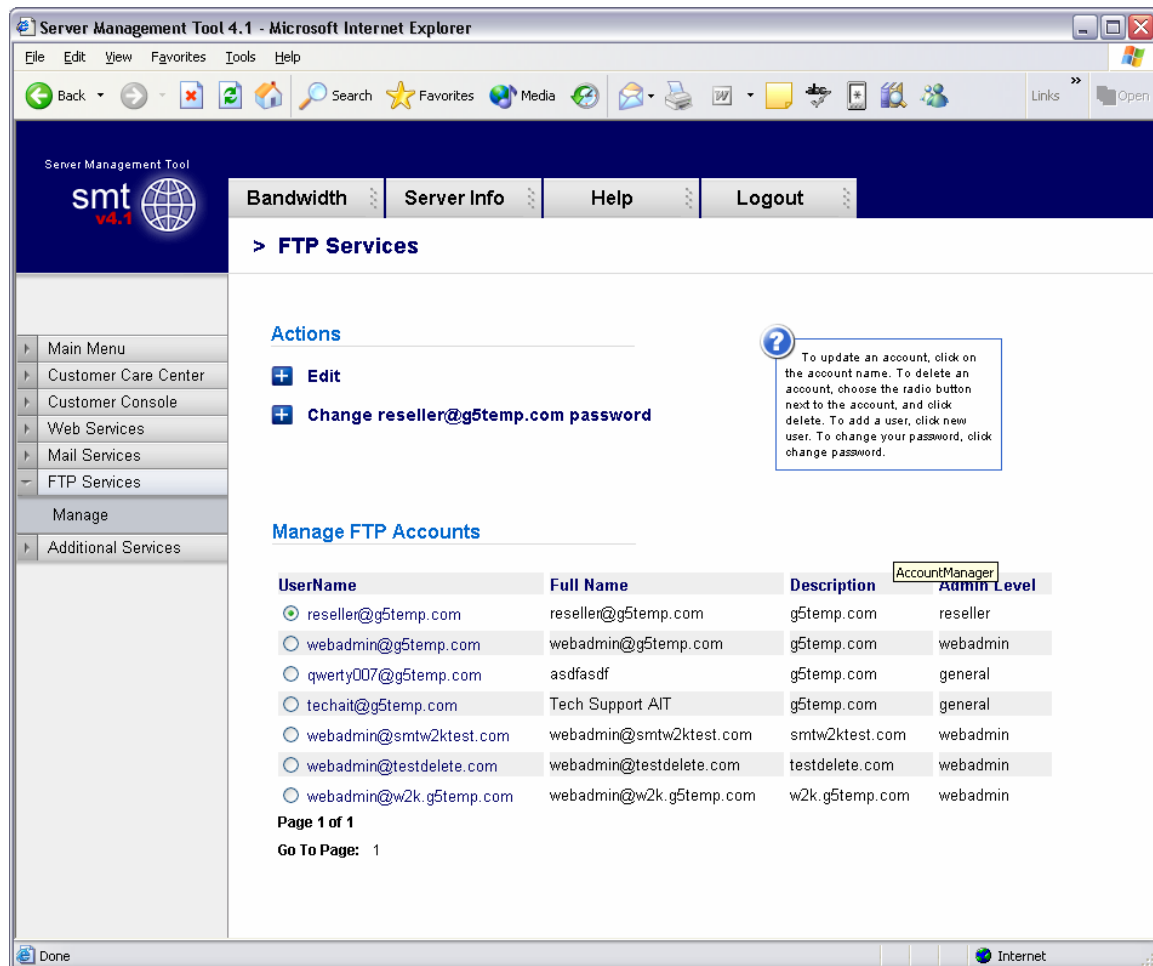 Server Management Tool 4.1 - Microsoft Internet Explorer
File Edit View Favorites Tools Help
Back Search Favorites Media Links » Open
Server Management Tool
smt
v4.1
Bandwidth Server Info Help Logout
> FTP Services
Main Menu
Customer Care Center
Customer Console
Web Services
Mail Services
FTP Services
Manage
Additional Services
Actions
Edit
Change reseller@g5temp.com password
To update an account, click on
the account name. To delete an
account, choose the radio button
next to the account, and click
delete. To add a user, click new
user. To change your password, click
change password.
Manage FTP Accounts
AccountManager
UserName Full Name Description Admin Level
reseller@g5temp.com reseller@g5temp.com g5temp.com reseller
webadmin@g5temp.com webadmin@g5temp.com g5temp.com webadmin
qwerty007@g5temp.com asdfasdf g5temp.com general
techait@g5temp.com Tech Support AIT g5temp.com general
webadmin@smtw2ktest.com webadmin@smtw2ktest.com smtw2ktest.com webadmin
webadmin@testdelete.com webadmin@testdelete.com testdelete.com webadmin
webadmin@w2k.g5temp.com webadmin@w2k.g5temp.com w2k.g5temp.com webadmin
Page 1 of 1
Go To Page: 1
Done Internet